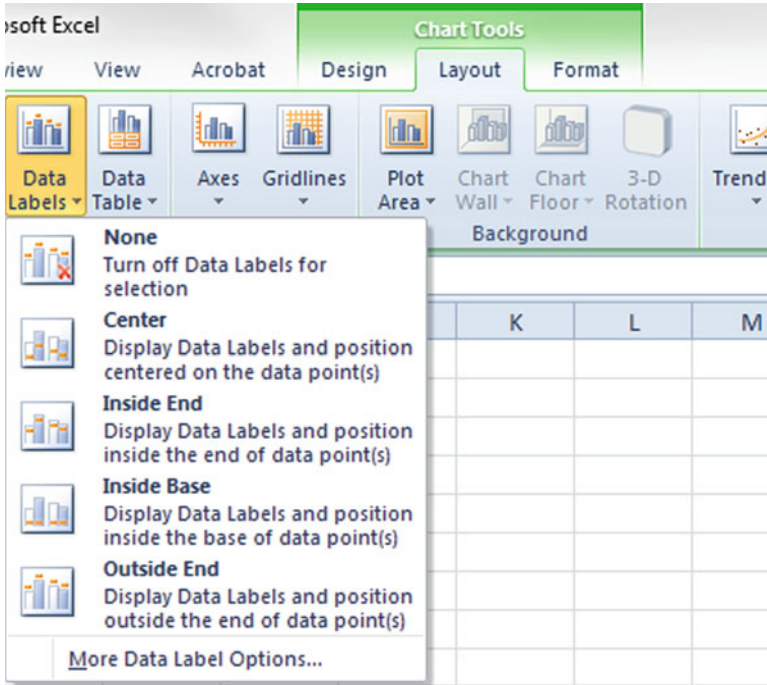 osoft Excel
Chart Tools
view View Acrobat Design Layout Format
Data Labels
Data Table
Axes
Gridlines
Plot Area
Chart Wall
Chart Floor
3-D Rotation
Trend
Background
None
Turn off Data Labels for
selection
Center
Display Data Labels and position
centered on the data point(s)
Inside End
Display Data Labels and position
inside the end of data point(s)
Inside Base
Display Data Labels and position
inside the base of data point(s)
Outside End
Display Data Labels and position
outside the end of data point(s)
More Data Label Options...
K L M